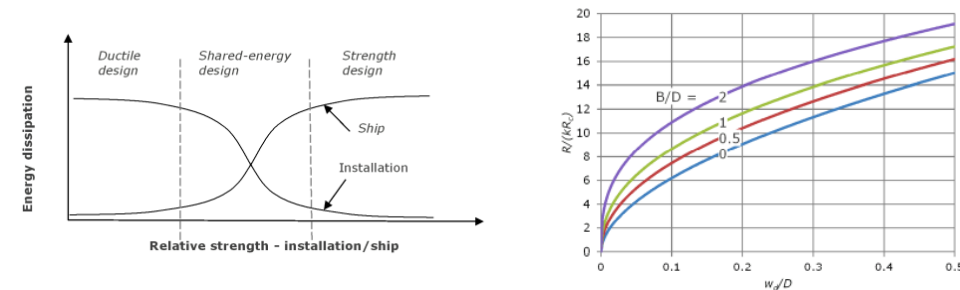 Ductile
design
Shared-energy
design
Strength
design
Energy dissipation
Ship
Installation
Relative strength - installation/ship
20
18
16
14
12
10
8
6
4
2
0
R/(kRc)
B/D = 2
1
0.5
0
0 0.1 0.2 0.3 0.4 0.5
wd/D